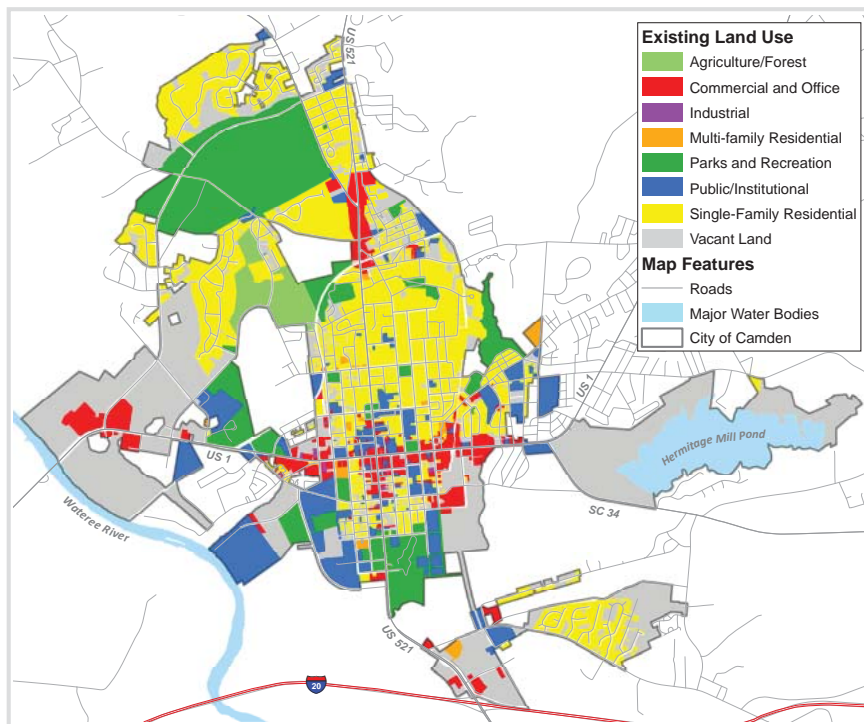 US 521
Existing Land Use
Agriculture/Forest
Commercial and Office
Industrial
Multi-family Residential
Parks and Recreation
Public/Institutional
Single-Family Residential
Vacant Land
Map Features
Roads
Major Water Bodies
City of Camden
US 1
US 1
Hermitage Mill Pond
Wateree River
SC 34
US 521
20